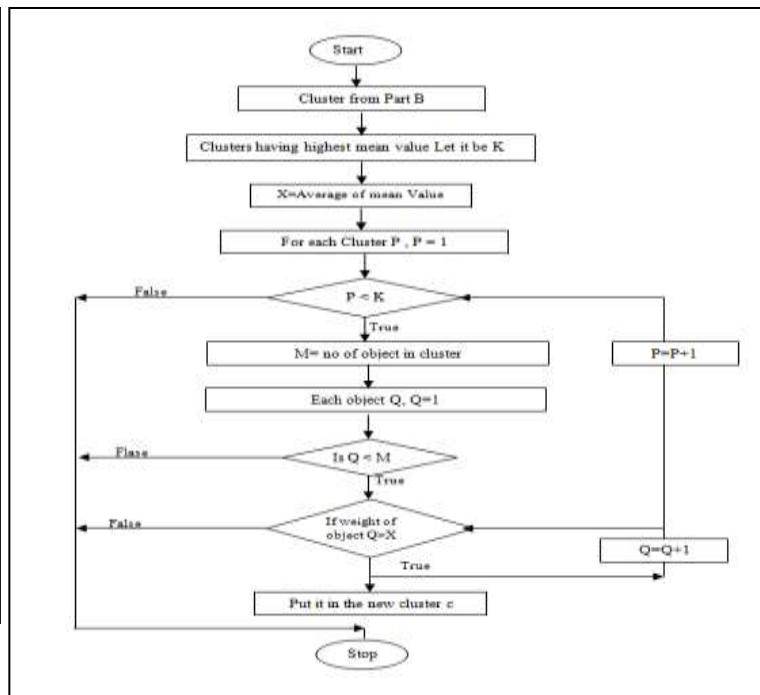 Start
Cluster from Part B
Clusters having highest mean value Let it be K
X=Average of mean Value
For each Cluster P , P = 1
False
P < K
True
M= no of object in cluster
P=P+1
Each object Q, Q=1
Flase
Is Q < M
True
False
If weight of
object Q=X
Q=Q+1
True
Put it in the new cluster c
Stop